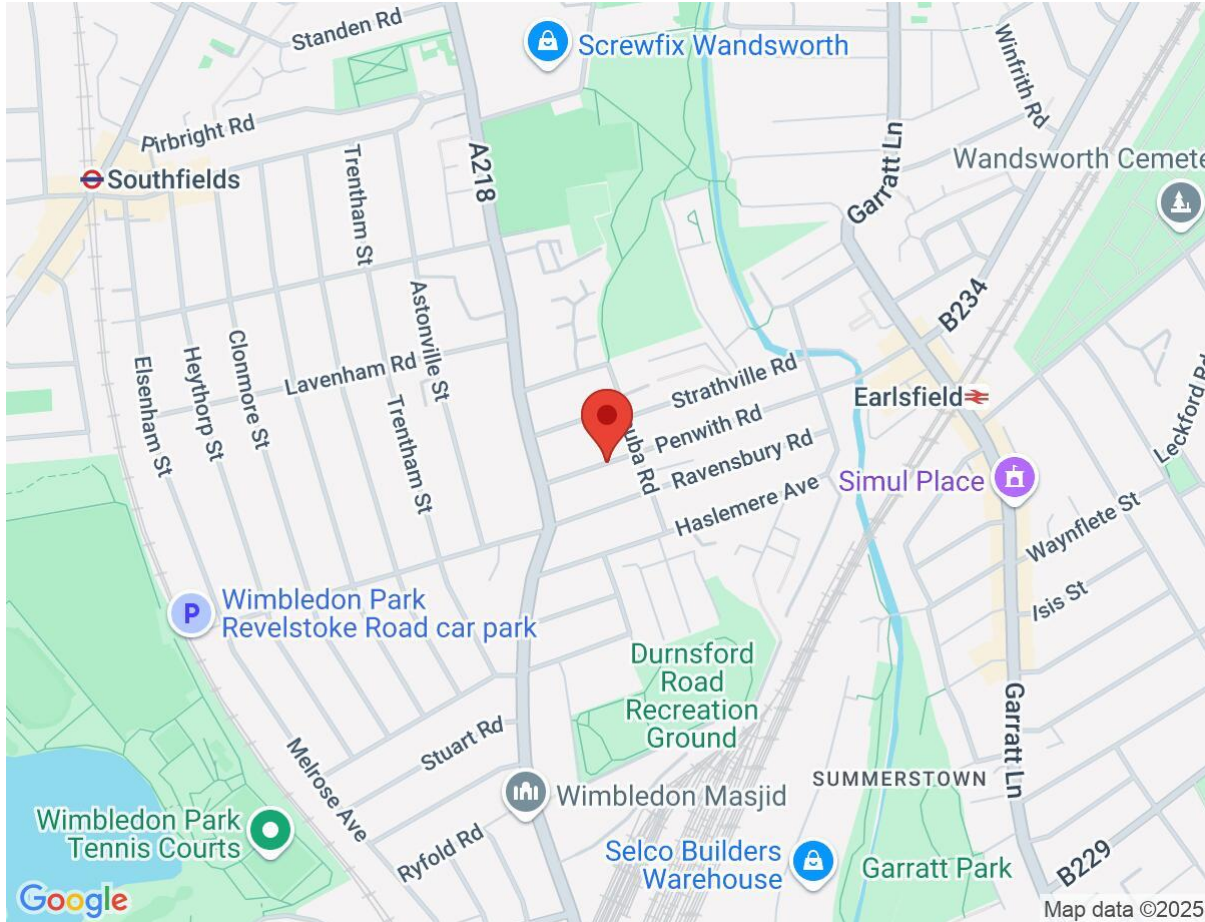 Standen Rd
Screwfix Wandsworth
Winfrith Rd
Pirbright Rd
Trentham St
A218
Garratt Ln
Wandsworth Cemete
Southfields
Astonville St
B234
Elsenham St
Heythorp St
Clonmore St
Lavenham Rd
Trentham St
Strathville Rd
Penwith Rd
Ravensbury Rd
Haslemere Ave
uba Rd
Earlsfield
Leckford Rd
Simul Place
Waynflete St
Isis St
Wimbledon Park
Revelstoke Road car park
P
Durnsford
Road
Recreation
Ground
Garratt Ln
Stuart Rd
Melrose Ave
SUMMERSTOWN
Wimbledon Masjid
Wimbledon Park
Tennis Courts
Ryfold Rd
Selco Builders
Warehouse
Garratt Park
B229
Google
Map data ©2025